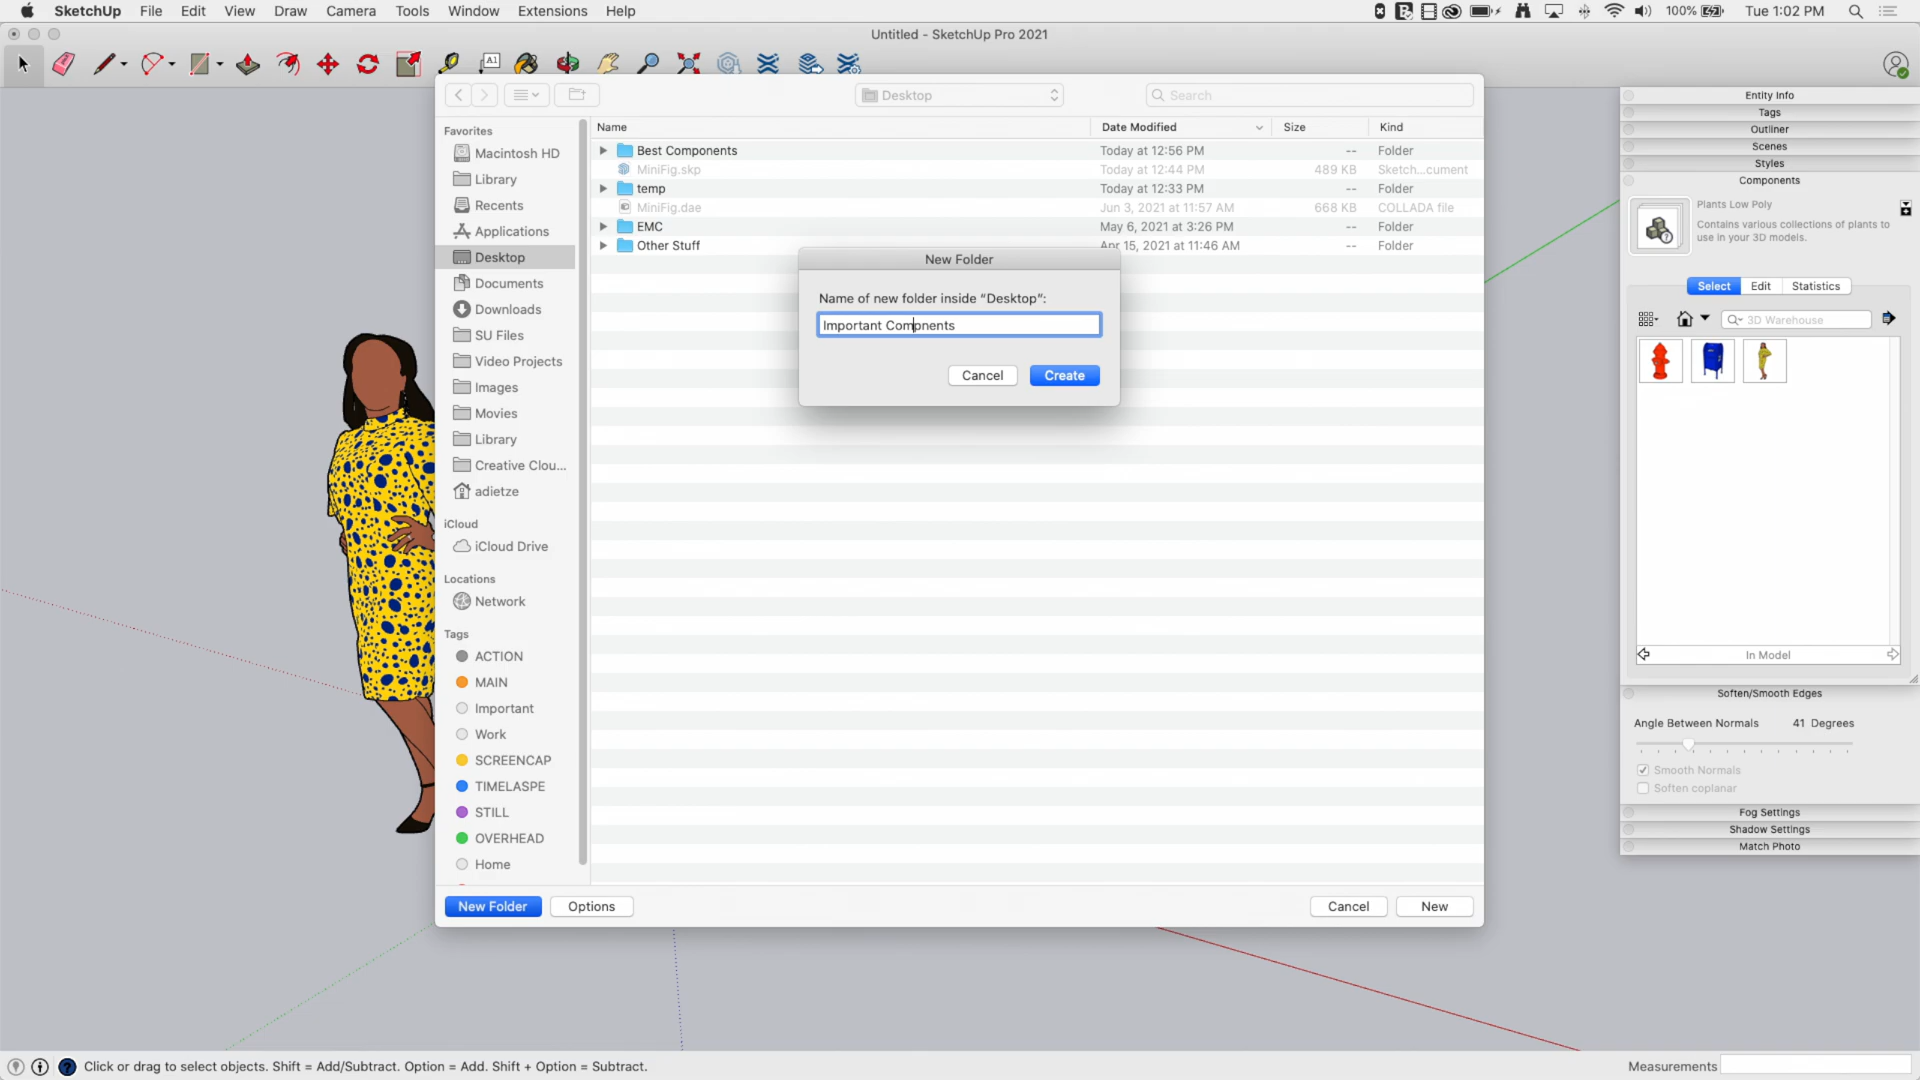 SketchUp File Edit View Draw Camera Tools Window Extensions Help
100% Tue 1:02 PM
Untitled - SketchUp Pro 2021
A1
Desktop
Search
Favorites
Macintosh HD
Library
Recents
Applications
Desktop
Documents
Downloads
SU Files
Video Projects
Images
Movies
Library
Creative Clou...
adietze
iCloud
iCloud Drive
Locations
Network
Tags
ACTION
MAIN
Important
Work
SCREENCAP
TIMELASPE
STILL
OVERHEAD
Home
Name Date Modified Size Kind
Best Components Today at 12:56 PM -- Folder
MiniFig.skp Today at 12:44 PM 489 KB Sketch...cument
temp Today at 12:33 PM -- Folder
MiniFig.dae Jun 3, 2021 at 11:57 AM 668 KB COLLADA file
EMC May 6, 2021 at 3:26 PM -- Folder
Other Stuff Apr 15, 2021 at 11:46 AM -- Folder
New Folder
Name of new folder inside “Desktop”:
Important Compnents
Cancel Create
New Folder Options Cancel New
Entity Info
Tags
Outliner
Scenes
Styles
Components
Plants Low Poly
Contains various collections of plants to
use in your 3D models.
Select Edit Statistics
3D Warehouse
In Model
Soften/Smooth Edges
Angle Between Normals 41 Degrees
Smooth Normals
Soften coplanar
Fog Settings
Shadow Settings
Match Photo
Click or drag to select objects. Shift = Add/Subtract. Option = Add. Shift + Option = Subtract.
Measurements